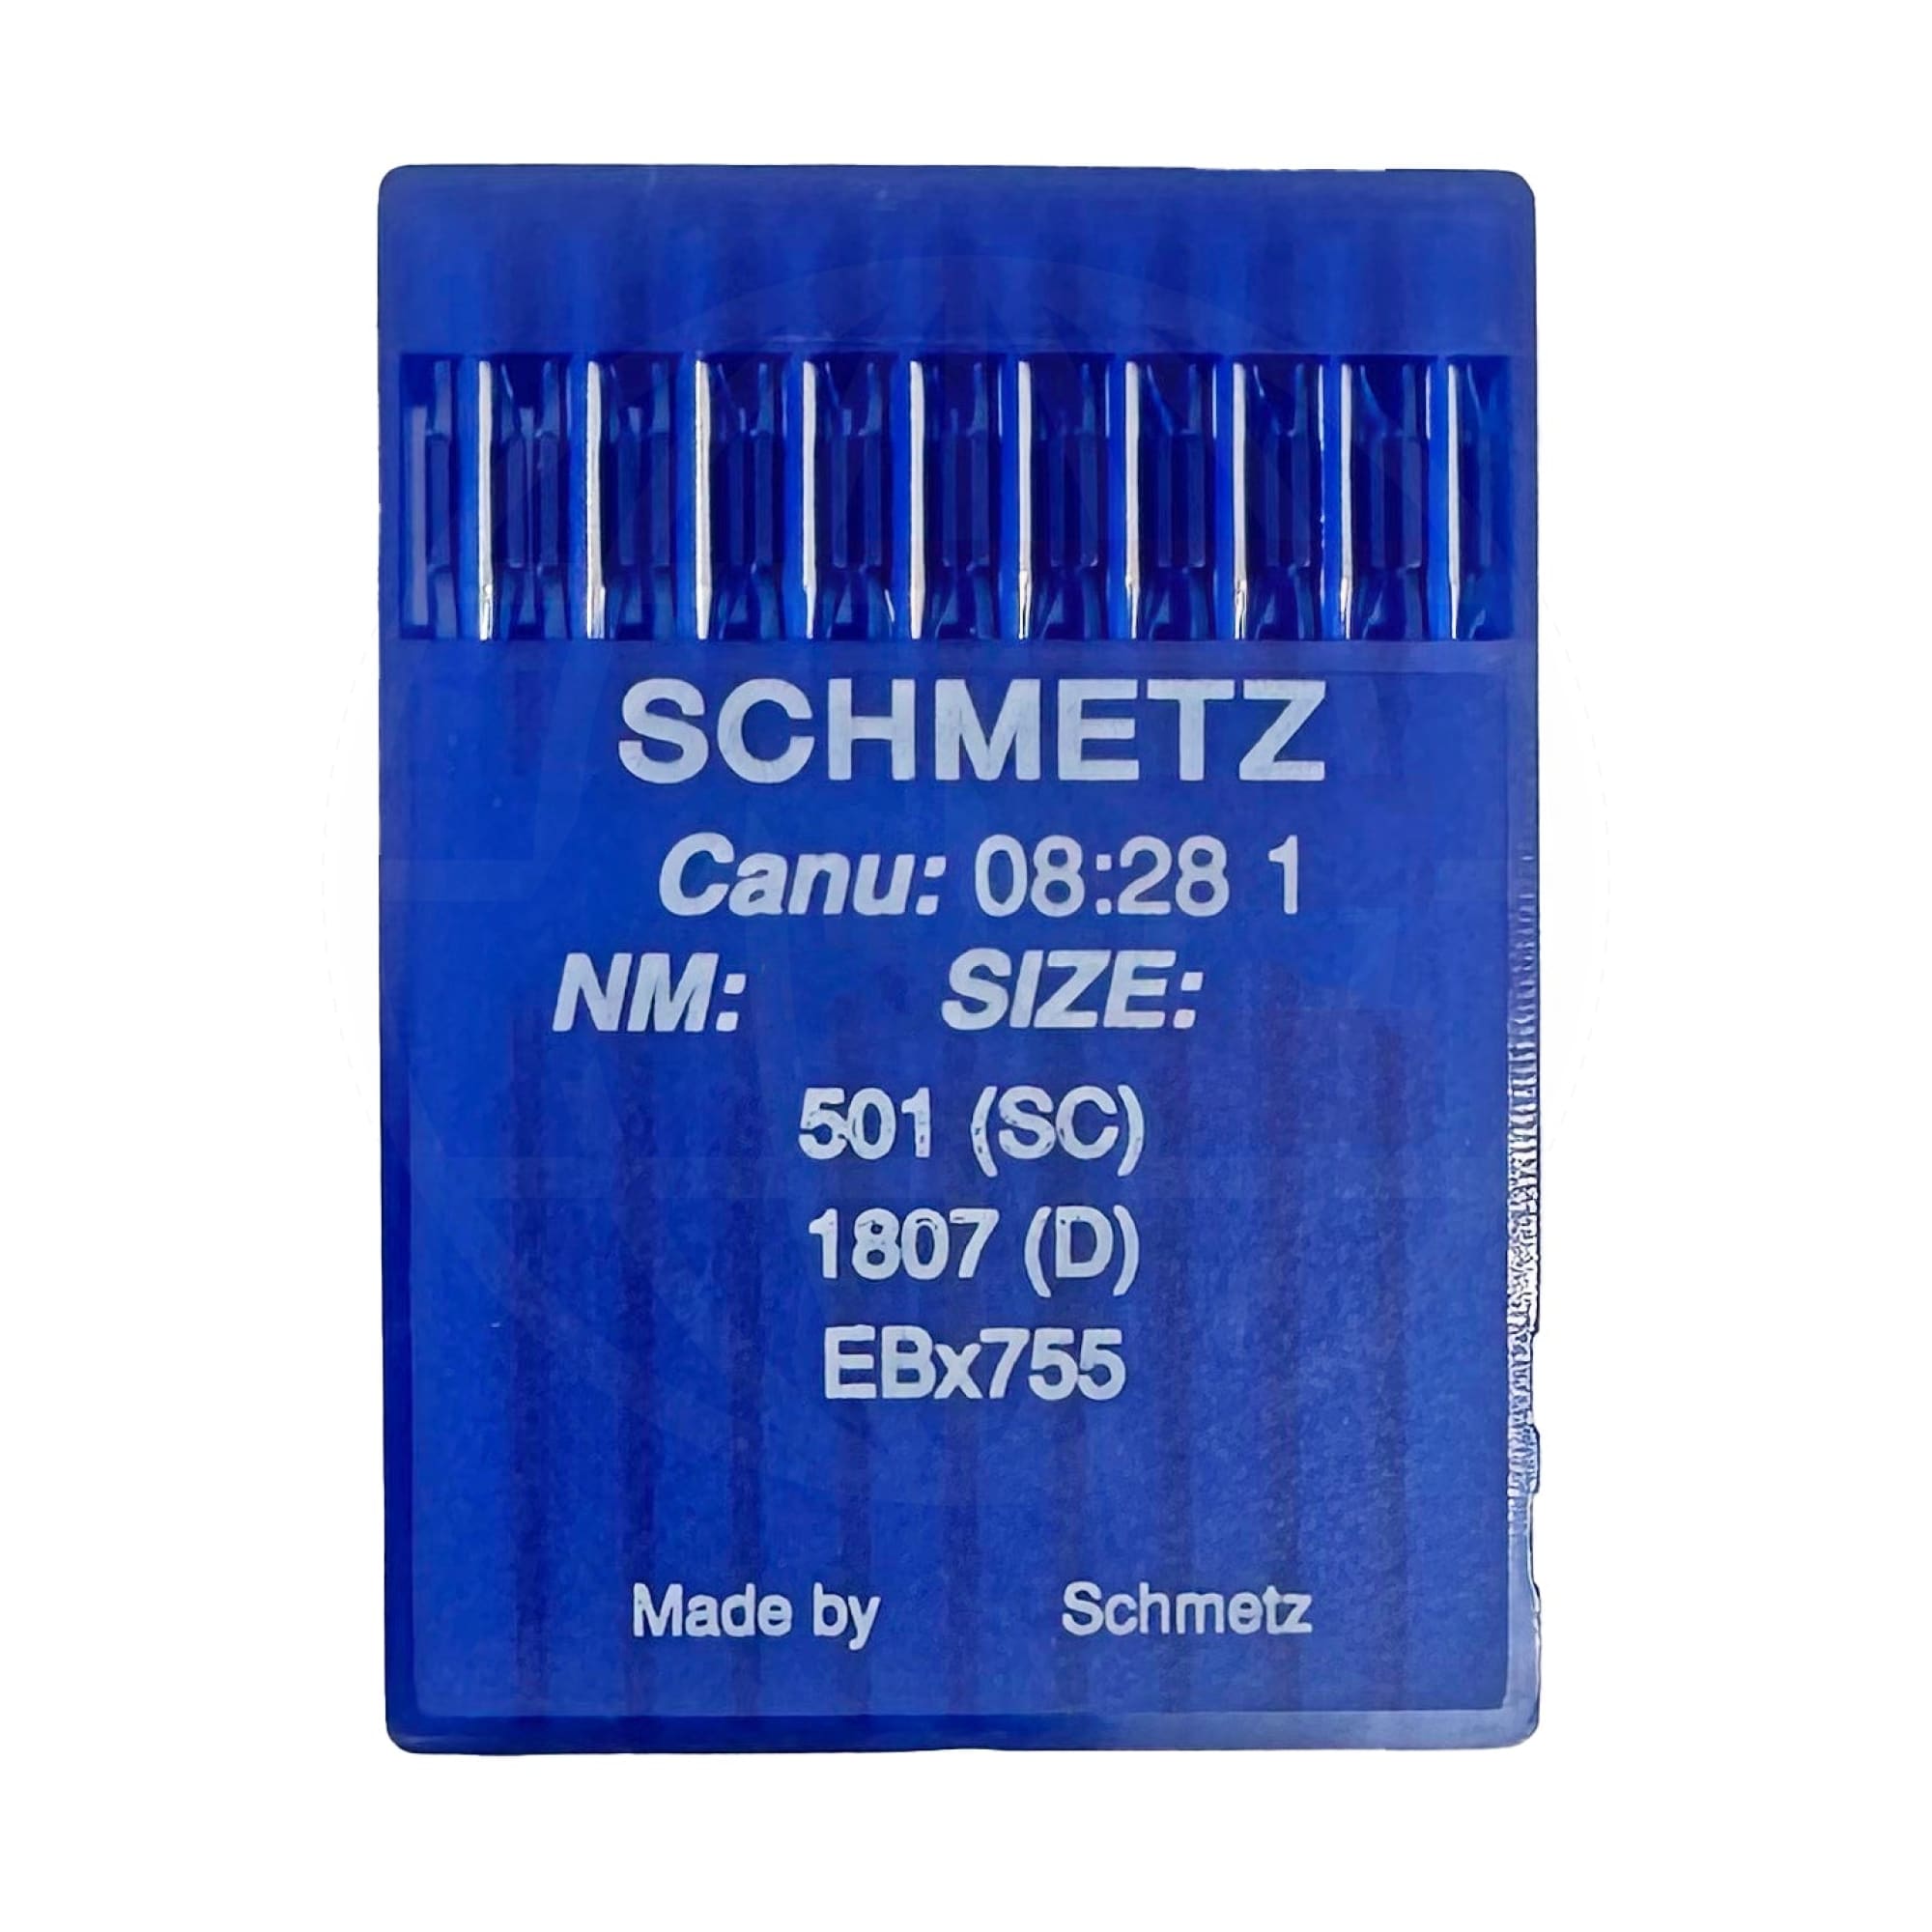 SCHMETZ
Canu: 08:28 1
NM: SIZE:
501 (SC)
1807 (D)
EBx755
Made by Schmetz